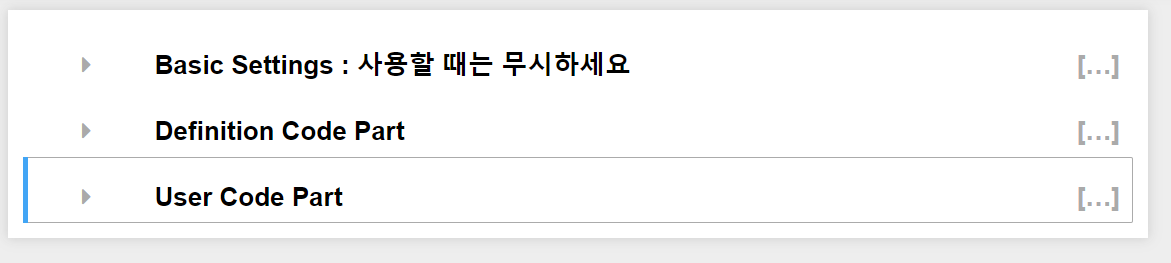 Basic Settings : 사용할 때는 무시하세요 [...]
Definition Code Part [...]
User Code Part [...]